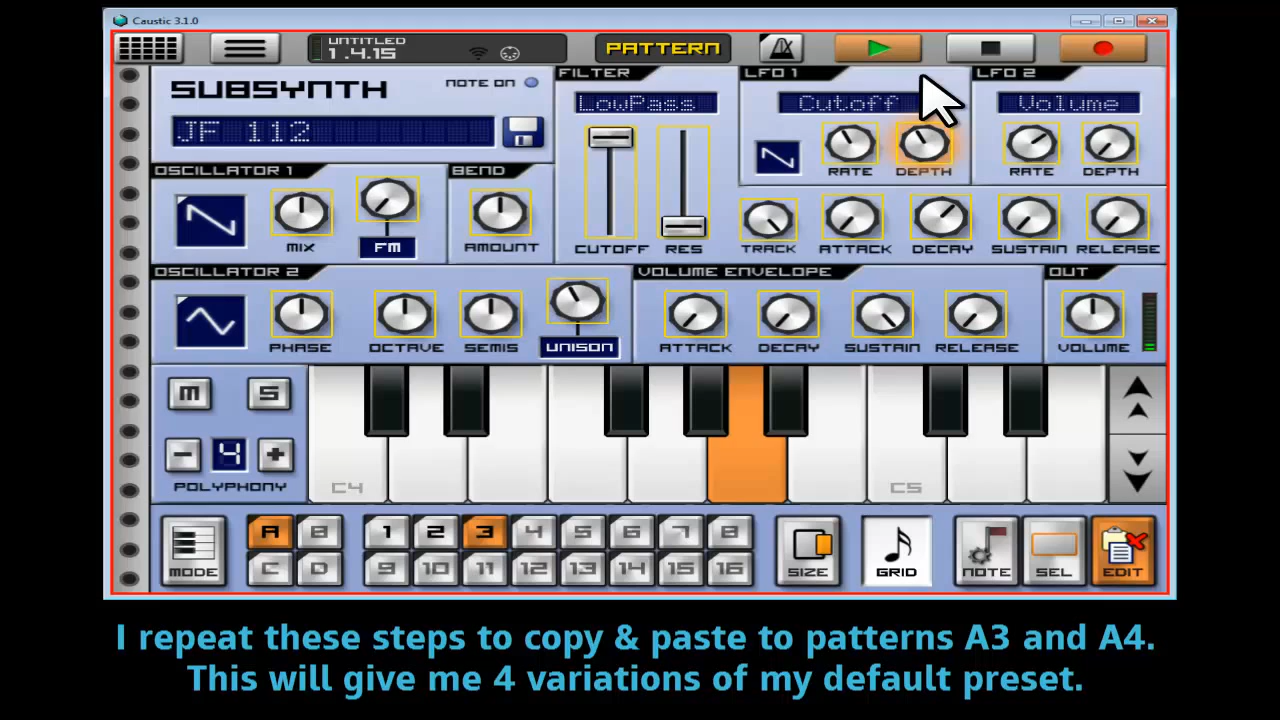 Caustic 3.1.0
UNTITLED
1.4.15
PATTERN
SUBSYNTH
NOTE ON
JF 112
FILTER
LowPass
CUTOFF RES
LFO 1
Cutoff
RATE DEPTH
LFO 2
Volume
RATE DEPTH
TRACK ATTACK DECAY SUSTAIN RELEASE
OSCILLATOR 1
MIX FM
BEND
AMOUNT
OSCILLATOR 2
PHASE OCTAVE SEMIS UNISON
VOLUME ENVELOPE
ATTACK DECAY SUSTAIN RELEASE
OUT
VOLUME
M S
- 4 +
POLYPHONY
C4 C5
MODE
A B
C D
1 2 3 4 5 6 7 8
9 10 11 12 13 14 15 16
SIZE GRID NOTE SEL EDIT
I repeat these steps to copy & paste to patterns A3 and A4.
This will give me 4 variations of my default preset.